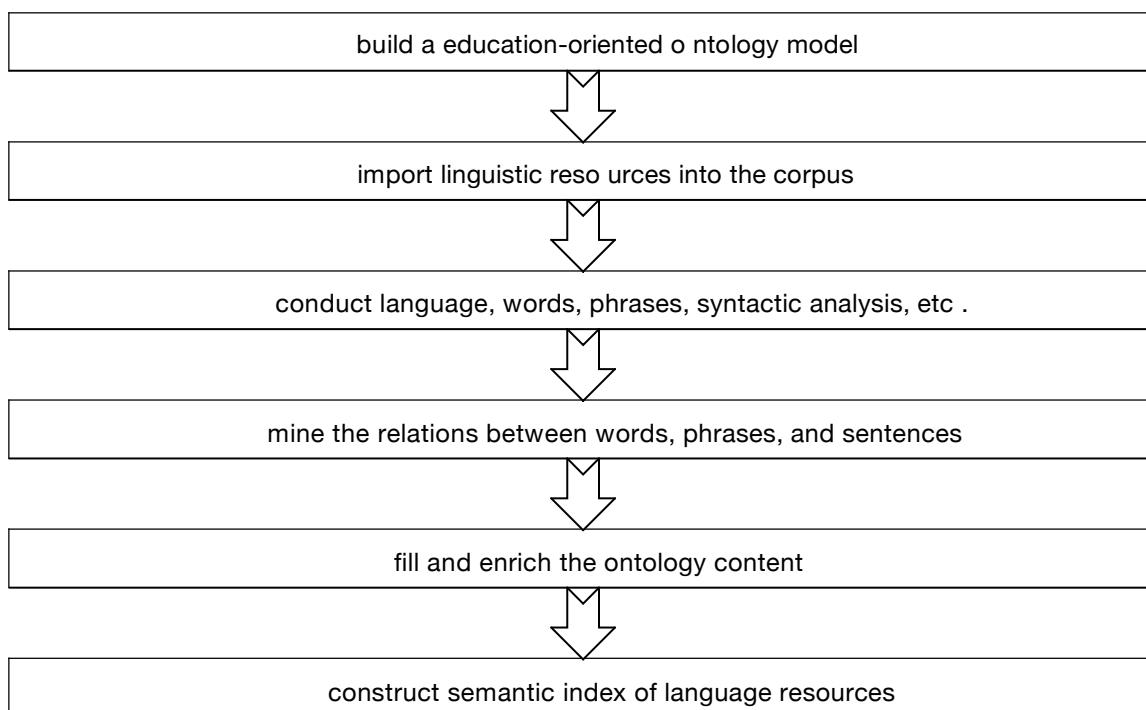 build a education-oriented o ntology model
import linguistic reso urces into the corpus
conduct language, words, phrases, syntactic analysis, etc .
mine the relations between words, phrases, and sentences
fill and enrich the ontology content
construct semantic index of language resources